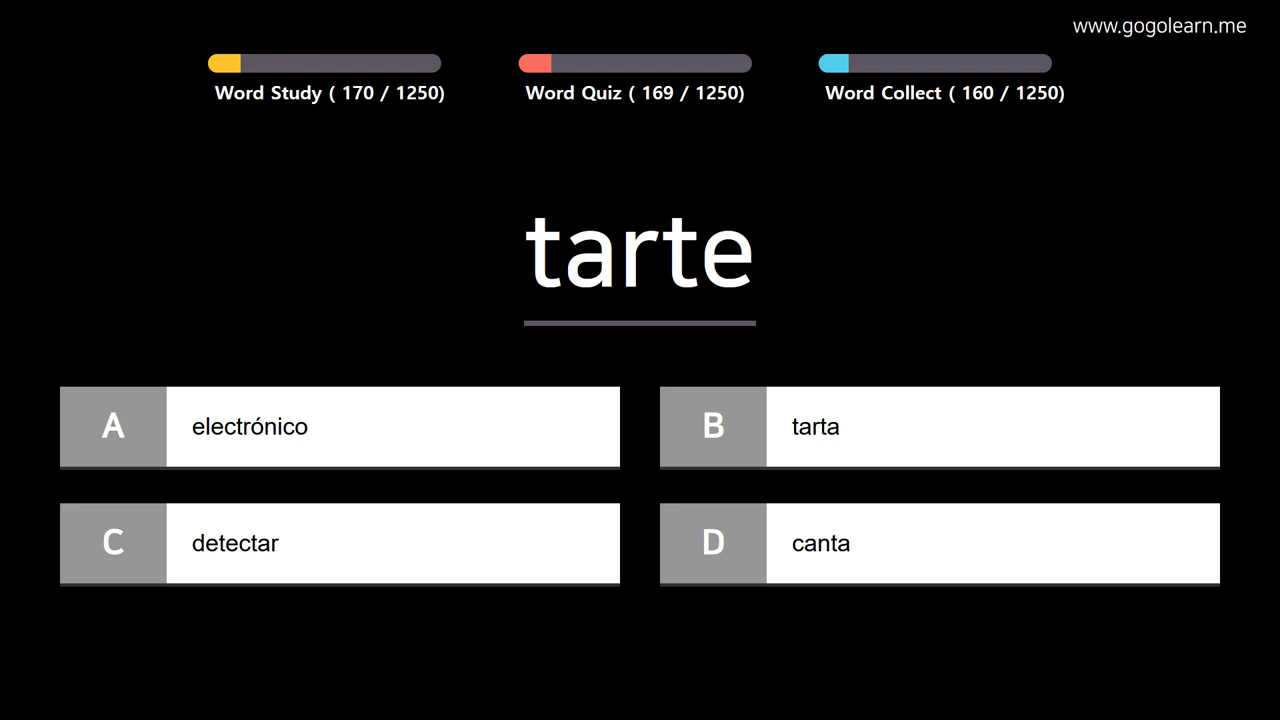 www.gogolearn.me
Word Study ( 170 / 1250)
Word Quiz ( 169 / 1250)
Word Collect ( 160 / 1250)
tarte
A electrónico
B tarta
C detectar
D canta